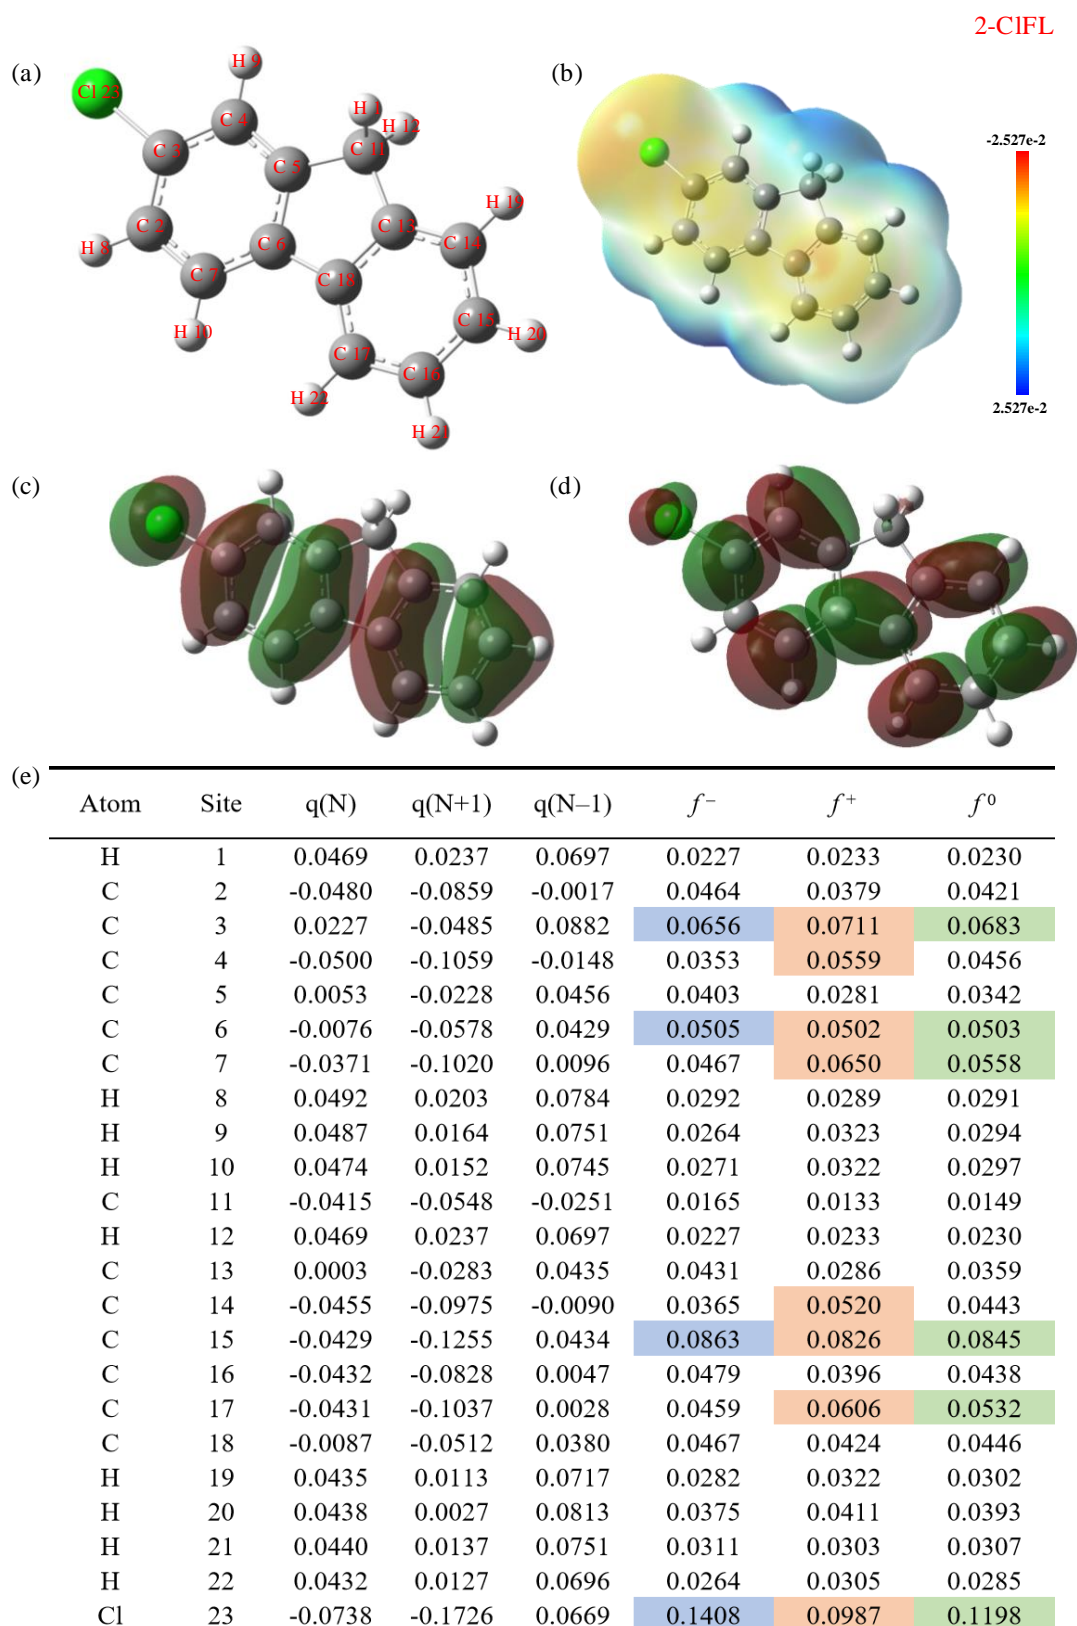 2-ClFL
(a)
(b)
H 9
Cl 23
H
H 12
C 4
C 3
C 11
C 5
H 19
C 2
C 13
C 14
H 8
C 6
C 7
C 18
H 10
C 15
H 20
C 17
C 16
H 22
H 21
-2.527e-2
2.527e-2
(c)
(d)
(e)
Atom Site q(N) q(N+1) q(N–1) f⁻ f⁺ f⁰
H 1 0.0469 0.0237 0.0697 0.0227 0.0233 0.0230
C 2 -0.0480 -0.0859 -0.0017 0.0464 0.0379 0.0421
C 3 0.0227 -0.0485 0.0882 0.0656 0.0711 0.0683
C 4 -0.0500 -0.1059 -0.0148 0.0353 0.0559 0.0456
C 5 0.0053 -0.0228 0.0456 0.0403 0.0281 0.0342
C 6 -0.0076 -0.0578 0.0429 0.0505 0.0502 0.0503
C 7 -0.0371 -0.1020 0.0096 0.0467 0.0650 0.0558
H 8 0.0492 0.0203 0.0784 0.0292 0.0289 0.0291
H 9 0.0487 0.0164 0.0751 0.0264 0.0323 0.0294
H 10 0.0474 0.0152 0.0745 0.0271 0.0322 0.0297
C 11 -0.0415 -0.0548 -0.0251 0.0165 0.0133 0.0149
H 12 0.0469 0.0237 0.0697 0.0227 0.0233 0.0230
C 13 0.0003 -0.0283 0.0435 0.0431 0.0286 0.0359
C 14 -0.0455 -0.0975 -0.0090 0.0365 0.0520 0.0443
C 15 -0.0429 -0.1255 0.0434 0.0863 0.0826 0.0845
C 16 -0.0432 -0.0828 0.0047 0.0479 0.0396 0.0438
C 17 -0.0431 -0.1037 0.0028 0.0459 0.0606 0.0532
C 18 -0.0087 -0.0512 0.0380 0.0467 0.0424 0.0446
H 19 0.0435 0.0113 0.0717 0.0282 0.0322 0.0302
H 20 0.0438 0.0027 0.0813 0.0375 0.0411 0.0393
H 21 0.0440 0.0137 0.0751 0.0311 0.0303 0.0307
H 22 0.0432 0.0127 0.0696 0.0264 0.0305 0.0285
Cl 23 -0.0738 -0.1726 0.0669 0.1408 0.0987 0.1198